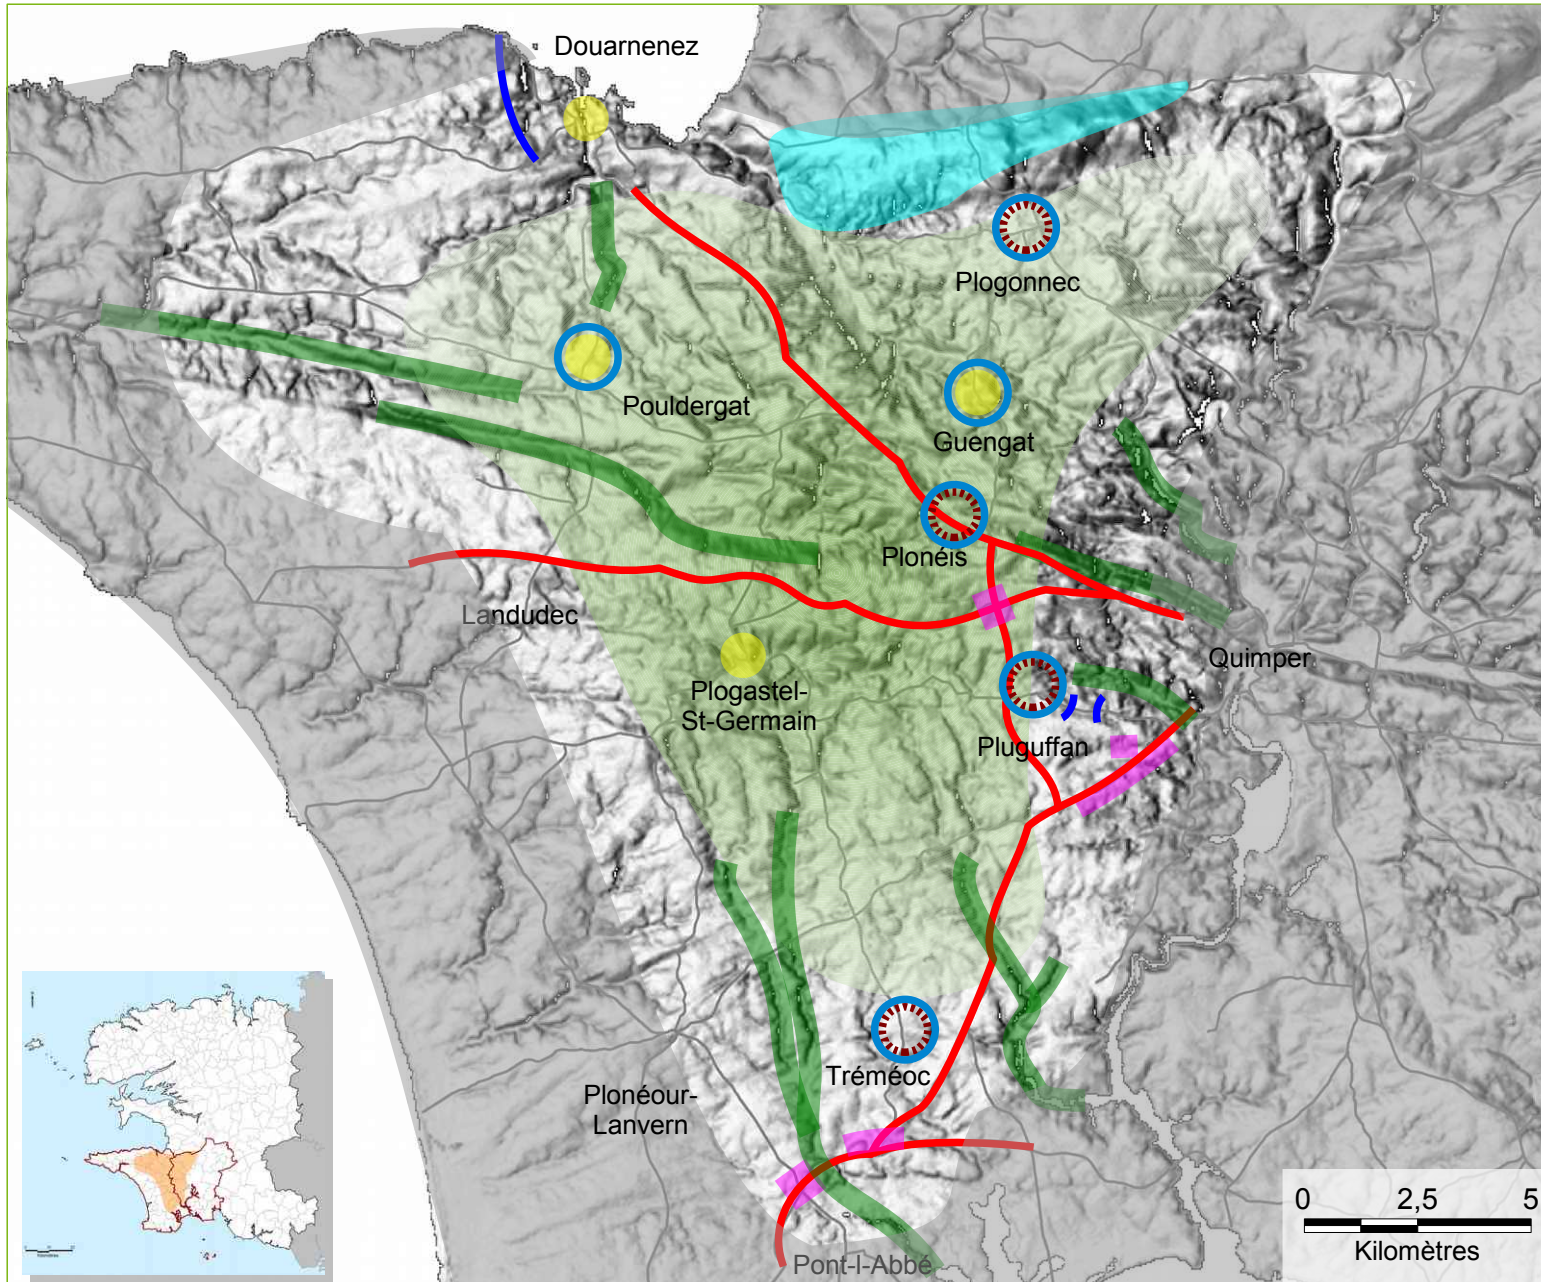 Douarnenez
Plogonnec
Pouldergat
Guengat
Plonéis
Landudec
Quimper
Plogastel-
St-Germain
Pluguffan
Tréméoc
Plonéour-
Lanvern
Pont-l-Abbé
0 2,5 5
Kilomètres